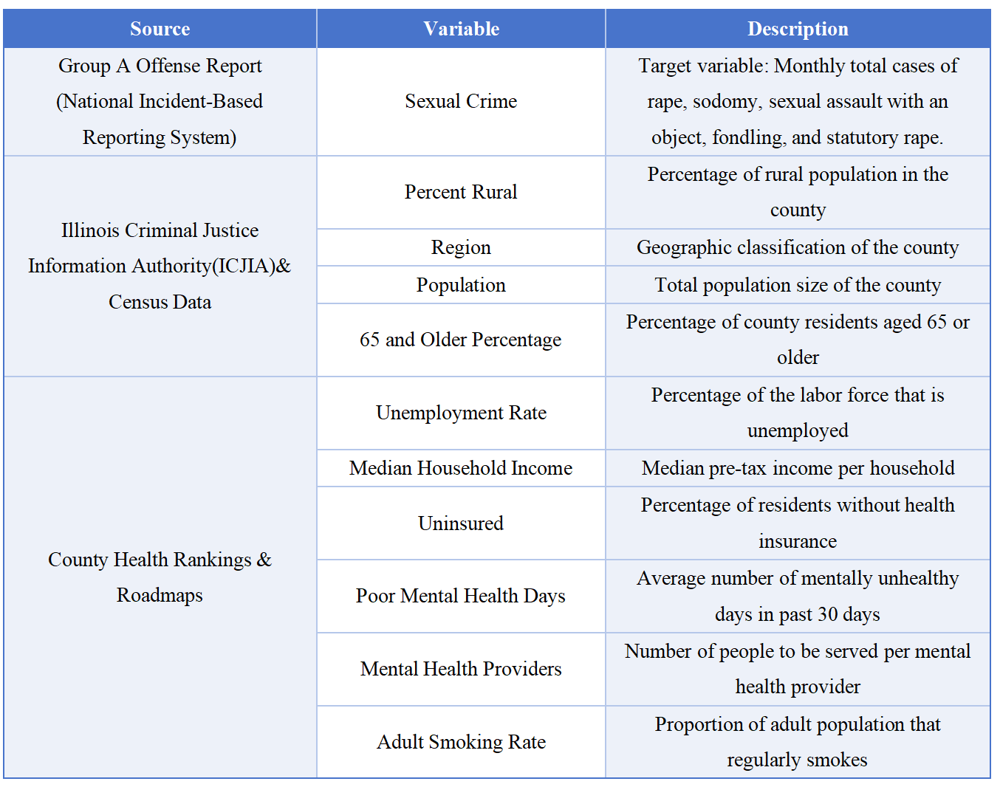 Source
Variable
Description
Group A Offense Report
(National Incident-Based
Reporting System)
Sexual Crime
Target variable: Monthly total cases of
rape, sodomy, sexual assault with an
object, fondling, and statutory rape.
Illinois Criminal Justice
Information Authority(ICJIA)&
Census Data
Percent Rural
Percentage of rural population in the
county
Region
Geographic classification of the county
Population
Total population size of the county
65 and Older Percentage
Percentage of county residents aged 65 or
older
County Health Rankings &
Roadmaps
Unemployment Rate
Percentage of the labor force that is
unemployed
Median Household Income
Median pre-tax income per household
Uninsured
Percentage of residents without health
insurance
Poor Mental Health Days
Average number of mentally unhealthy
days in past 30 days
Mental Health Providers
Number of people to be served per mental
health provider
Adult Smoking Rate
Proportion of adult population that
regularly smokes